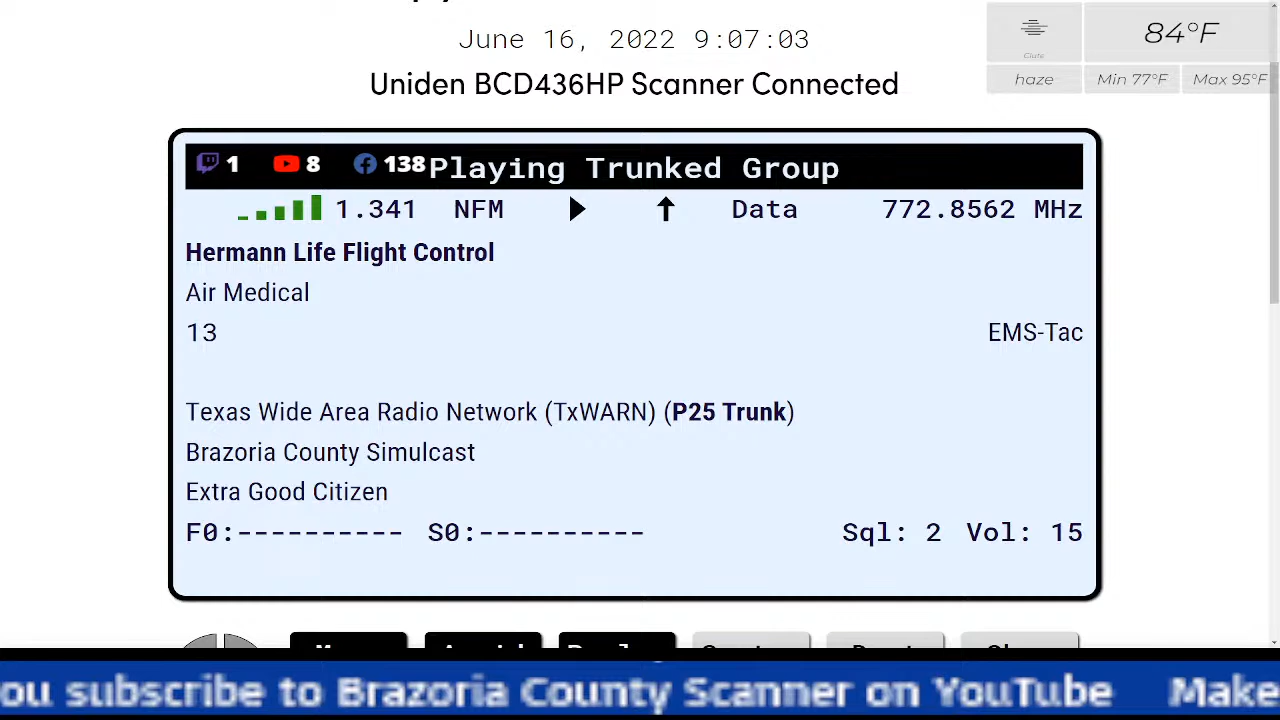 June 16, 2022 9:07:03
84°F
Clute
haze Min 77°F Max 95°F
Uniden BCD436HP Scanner Connected
1 8 138 Playing Trunked Group
1.341 NFM Data 772.8562 MHz
Hermann Life Flight Control
Air Medical
13 EMS-Tac
Texas Wide Area Radio Network (TxWARN) (P25 Trunk)
Brazoria County Simulcast
Extra Good Citizen
F0:---------- S0:---------- Sql: 2 Vol: 15
ou subscribe to Brazoria County Scanner on YouTube Make